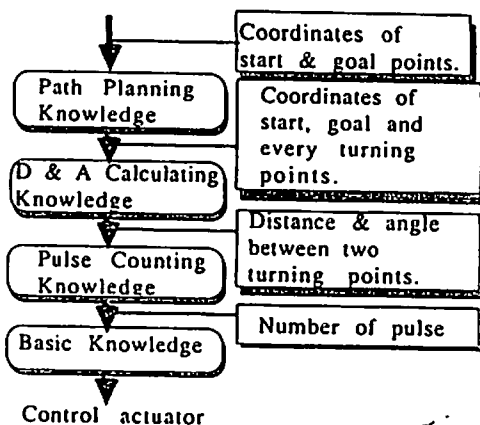 Coordinates of
start & goal points.
Path Planning
Knowledge
Coordinates of
start, goal and
every turning
points.
D & A Calculating
Knowledge
Distance & angle
between two
turning points.
Pulse Counting
Knowledge
Number of pulse
Basic Knowledge
Control actuator